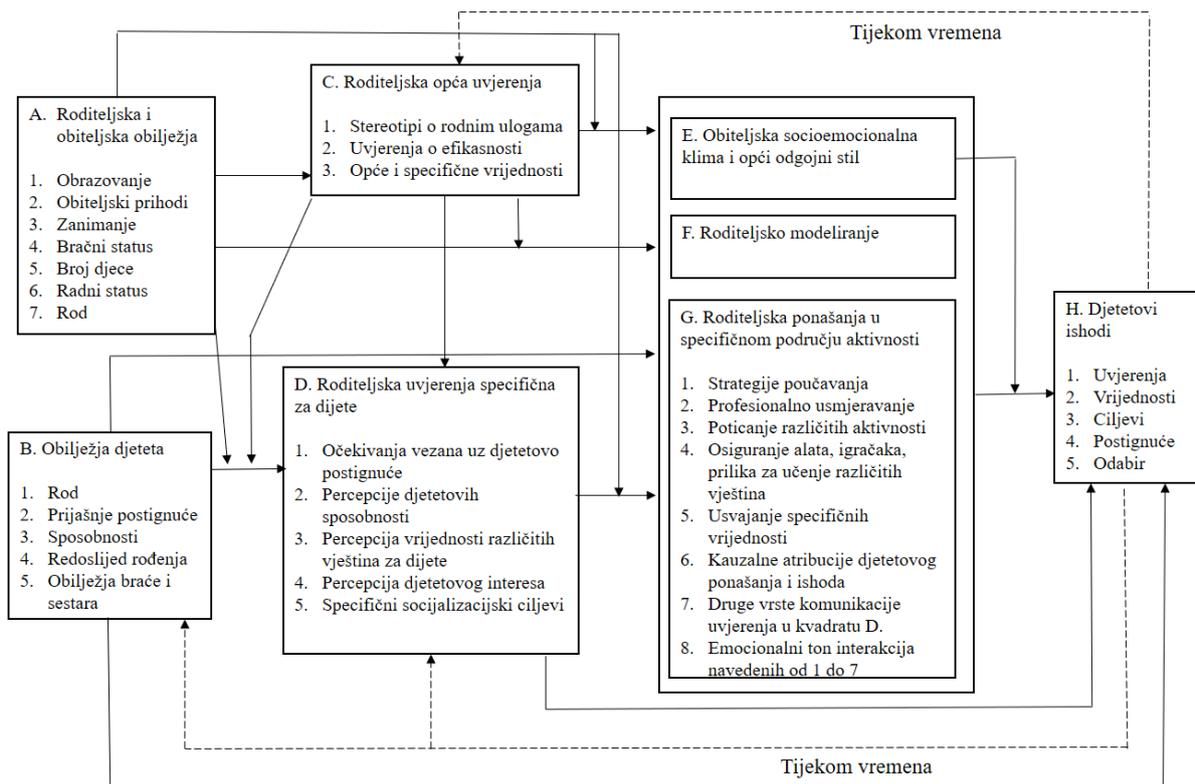 Tijekom vremena
A. Roditeljska i
obiteljska obilježja
1. Obrazovanje
2. Obiteljski prihodi
3. Zanimanje
4. Bračni status
5. Broj djece
6. Radni status
7. Rod
B. Obilježja djeteta
1. Rod
2. Prijašnje postignuće
3. Sposobnosti
4. Redoslijed rođenja
5. Obilježja braće i
sestara
C. Roditeljska opća uvjerenja
1. Stereotipi o rodnim ulogama
2. Uvjerenja o efikasnosti
3. Opće i specifične vrijednosti
D. Roditeljska uvjerenja specifična
za dijete
1. Očekivanja vezana uz djetetovo
postignuće
2. Percepcije djetetovih
sposobnosti
3. Percepcija vrijednosti različitih
vještina za dijete
4. Percepcija djetetovog interesa
5. Specifični socijalizacijski ciljevi
E. Obiteljska socioemocionalna
klima i opći odgojni stil
F. Roditeljsko modeliranje
G. Roditeljska ponašanja u
specifičnom području aktivnosti
1. Strategije poučavanja
2. Profesionalno usmjeravanje
3. Poticanje različitih aktivnosti
4. Osiguranje alata, igračaka,
prilika za učenje različitih
vještina
5. Usvajanje specifičnih
vrijednosti
6. Kauzalne atribucije djetetovog
ponašanja i ishoda
7. Druge vrste komunikacije
uvjerenja u kvadratu D.
8. Emocionalni ton interakcija
navedenih od 1 do 7
H. Djetetovi
ishodi
1. Uvjerenja
2. Vrijednosti
3. Ciljevi
4. Postignuće
5. Odabir
Tijekom vremena